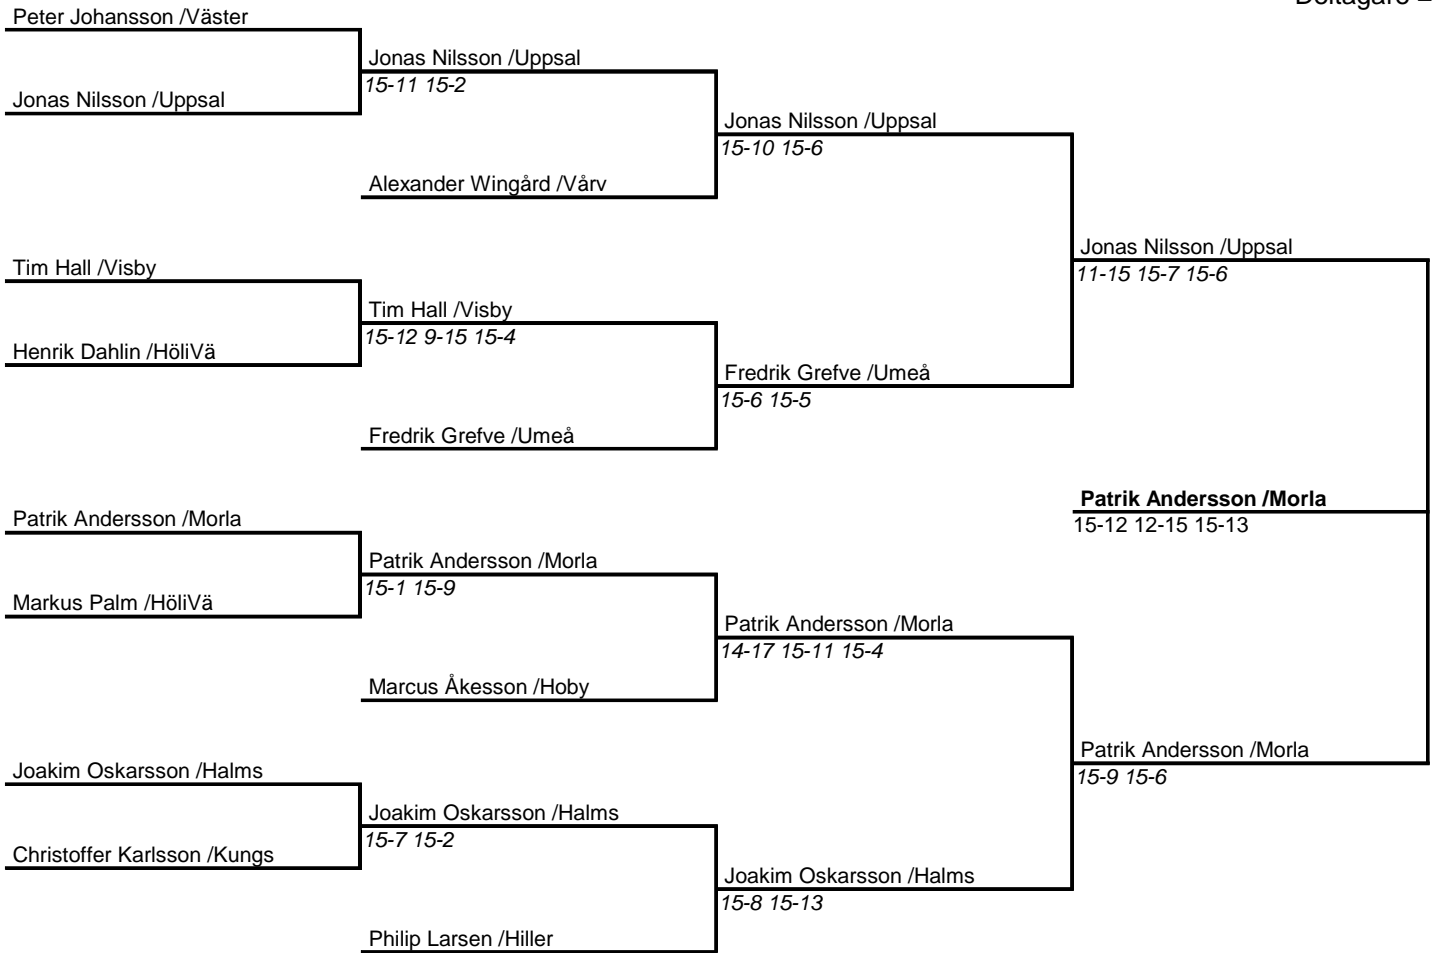 Peter Johansson /Väster
Jonas Nilsson /Uppsal
15-11 15-2
Jonas Nilsson /Uppsal
Jonas Nilsson /Uppsal
15-10 15-6
Alexander Wingård /Vårv
Jonas Nilsson /Uppsal
11-15 15-7 15-6
Tim Hall /Visby
Tim Hall /Visby
15-12 9-15 15-4
Henrik Dahlin /HöliVä
Fredrik Grefve /Umeå
15-6 15-5
Fredrik Grefve /Umeå
Patrik Andersson /Morla
15-12 12-15 15-13
Patrik Andersson /Morla
Patrik Andersson /Morla
15-1 15-9
Markus Palm /HöliVä
Patrik Andersson /Morla
14-17 15-11 15-4
Marcus Åkesson /Hoby
Patrik Andersson /Morla
15-9 15-6
Joakim Oskarsson /Halms
Joakim Oskarsson /Halms
15-7 15-2
Christoffer Karlsson /Kungs
Joakim Oskarsson /Halms
15-8 15-13
Philip Larsen /Hiller